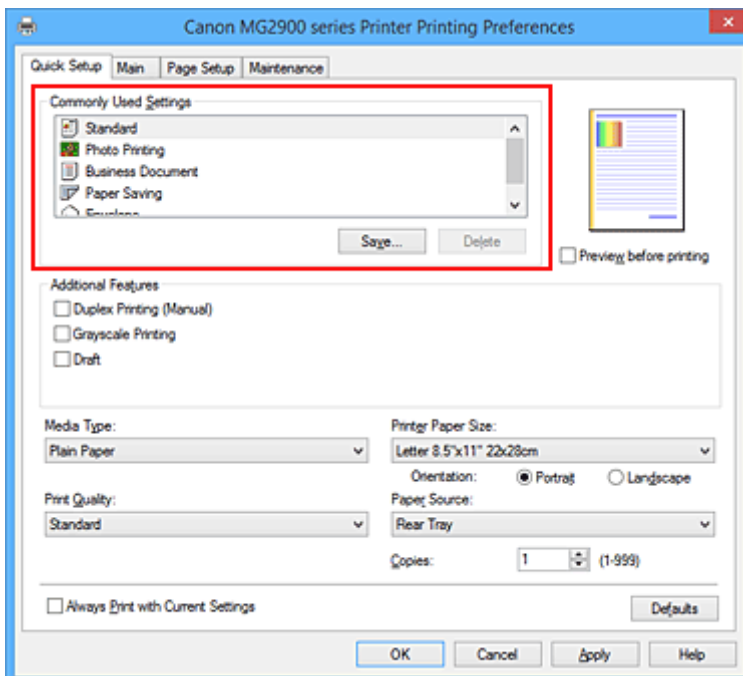 Canon MG2900 series Printer Printing Preferences
Quick Setup Main Page Setup Maintenance
Commonly Used Settings
Standard
Photo Printing
Business Document
Paper Saving
Envelope
Save... Delete
Preview before printing
Additional Features
Duplex Printing (Manual)
Grayscale Printing
Draft
Media Type:
Plain Paper
Printer Paper Size:
Letter 8.5"x11" 22x28cm
Orientation: Portrait Landscape
Print Quality:
Standard
Paper Source:
Rear Tray
Copies: 1 (1-999)
Always Print with Current Settings
Defaults
OK Cancel Apply Help